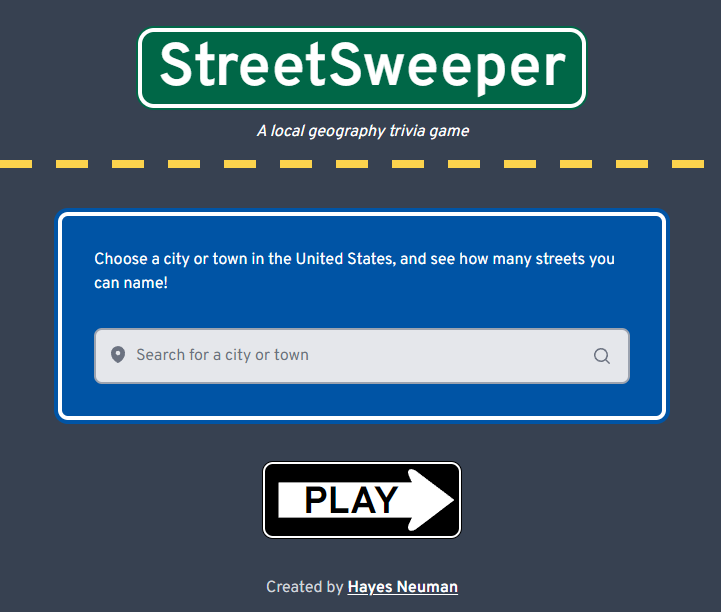 StreetSweeper
A local geography trivia game
Choose a city or town in the United States, and see how many streets you
can name!
Search for a city or town
PLAY
Created by Hayes Neuman